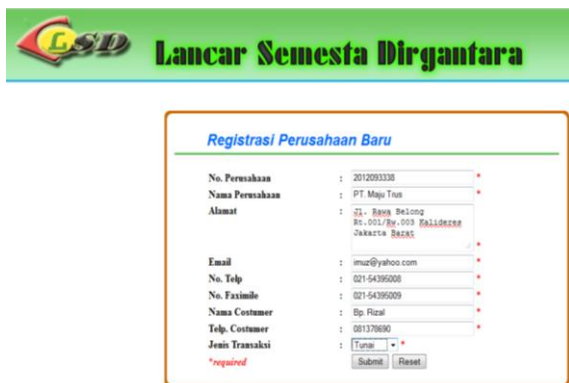 LSD
Lancar Semesta Dirgantara
Registrasi Perusahaan Baru
No. Perusahaan : 2012093338 *
Nama Perusahaan : PT. Maju Trus *
Alamat : Jl. Rawa Belong
Rt.001/Rw.003 Kalideres
Jakarta Barat *
Email : imuz@yahoo.com *
No. Telp : 021-54395008 *
No. Faximile : 021-54395009 *
Nama Costumer : Bp. Rizal *
Telp. Costumer : 081378690 *
Jenis Transaksi : Tunai *
*required Submit Reset